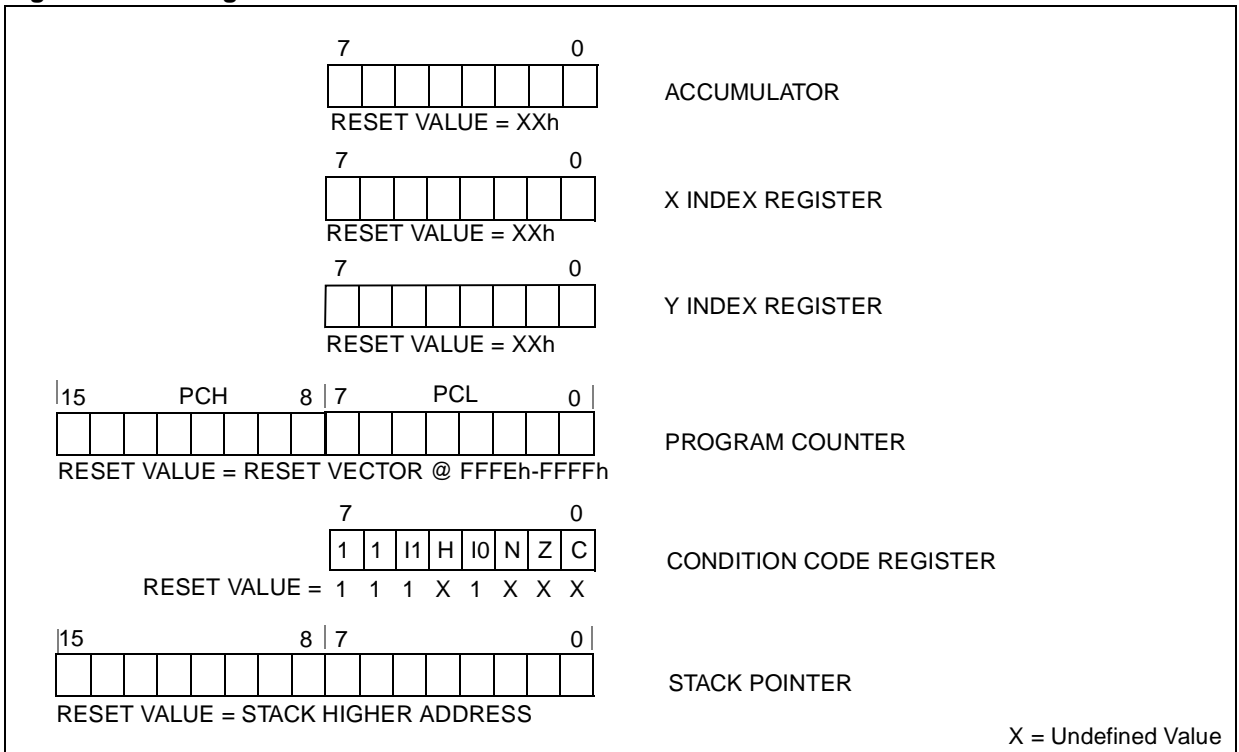 7 0
ACCUMULATOR
RESET VALUE = XXh
7 0
X INDEX REGISTER
RESET VALUE = XXh
7 0
Y INDEX REGISTER
RESET VALUE = XXh
15 PCH 8 7 PCL 0
PROGRAM COUNTER
RESET VALUE = RESET VECTOR @ FFFEh-FFFFh
7 0
1 1 I1 H I0 N Z C
CONDITION CODE REGISTER
RESET VALUE = 1 1 1 X 1 X X X
15 8 7 0
STACK POINTER
RESET VALUE = STACK HIGHER ADDRESS
X = Undefined Value